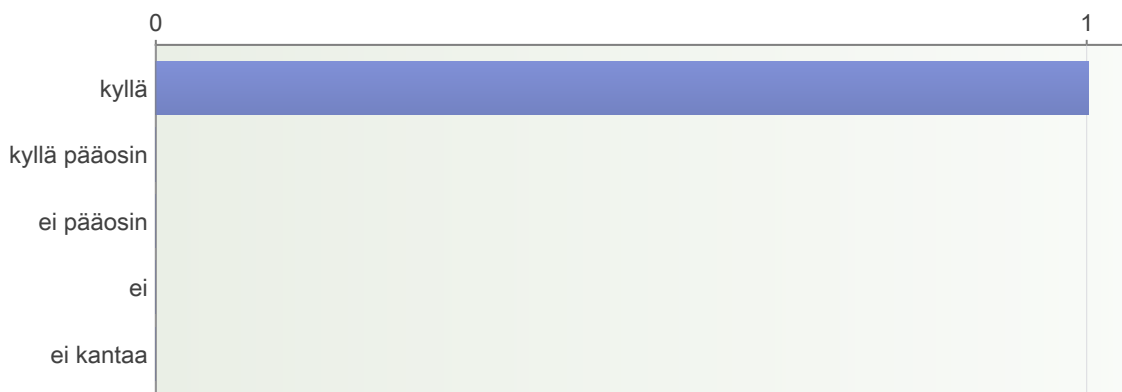 0 1
kyllä
kyllä pääosin
ei pääosin
ei
ei kantaa